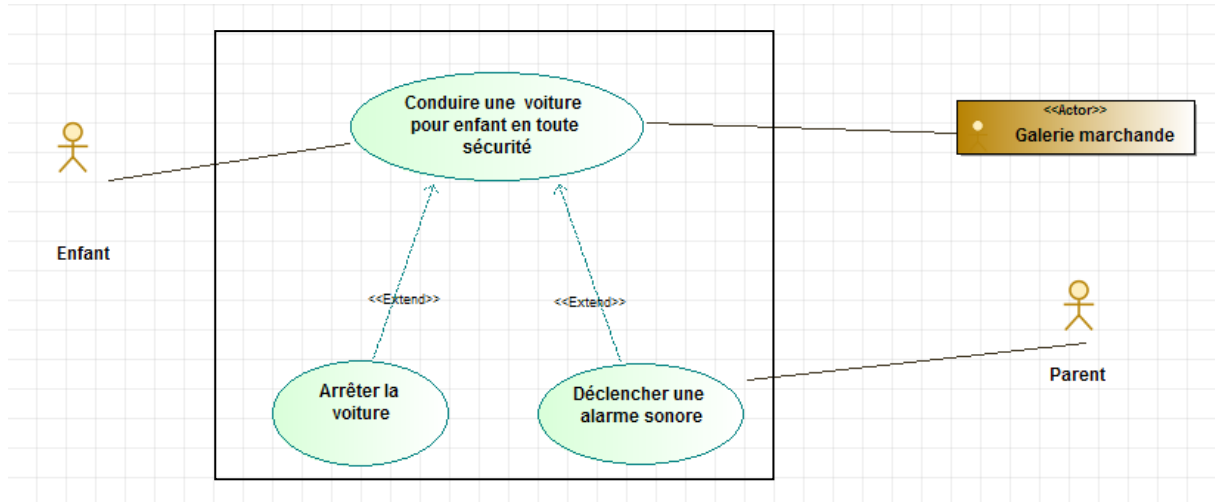 Conduire une voiture
pour enfant en toute
sécurité
<<Actor>>
Galerie marchande
Enfant
<<Extend>>
<<Extend>>
Parent
Arrêter la
voiture
Déclencher une
alarme sonore